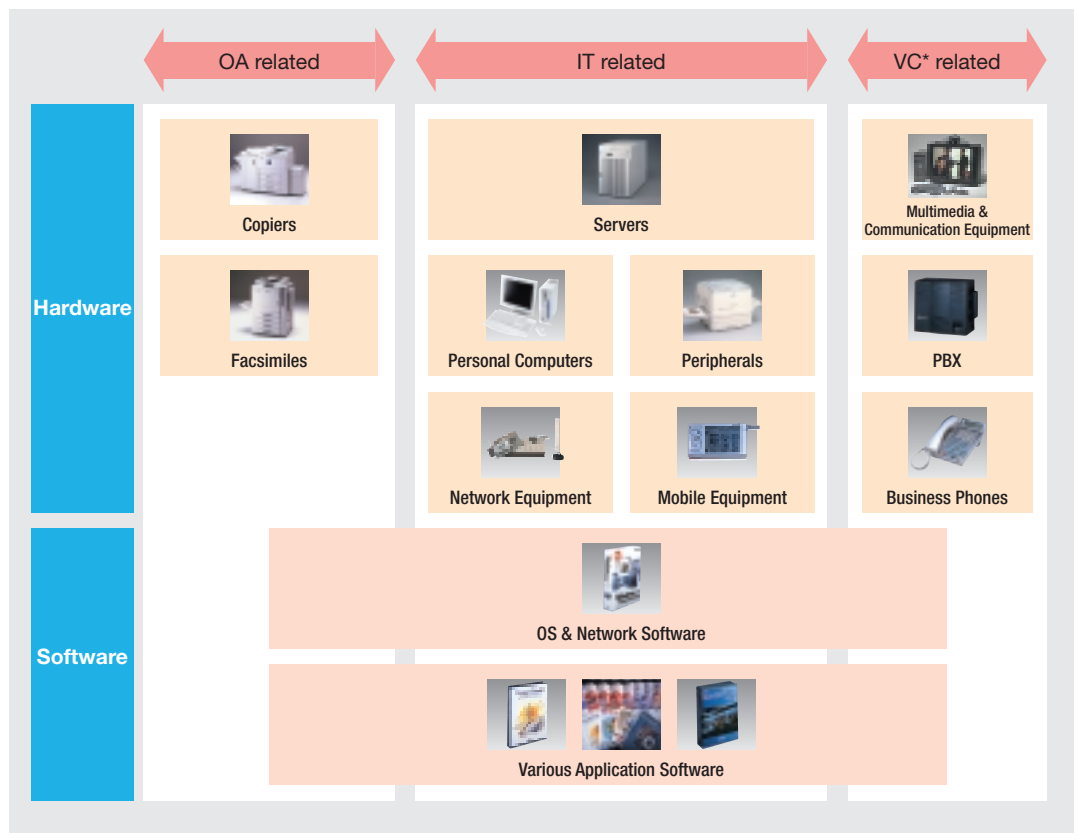 OA related
IT related
VC* related
Hardware
Copiers
Servers
Multimedia &
Communication Equipment
Facsimiles
Personal Computers
Peripherals
PBX
Network Equipment
Mobile Equipment
Business Phones
Software
OS & Network Software
Various Application Software